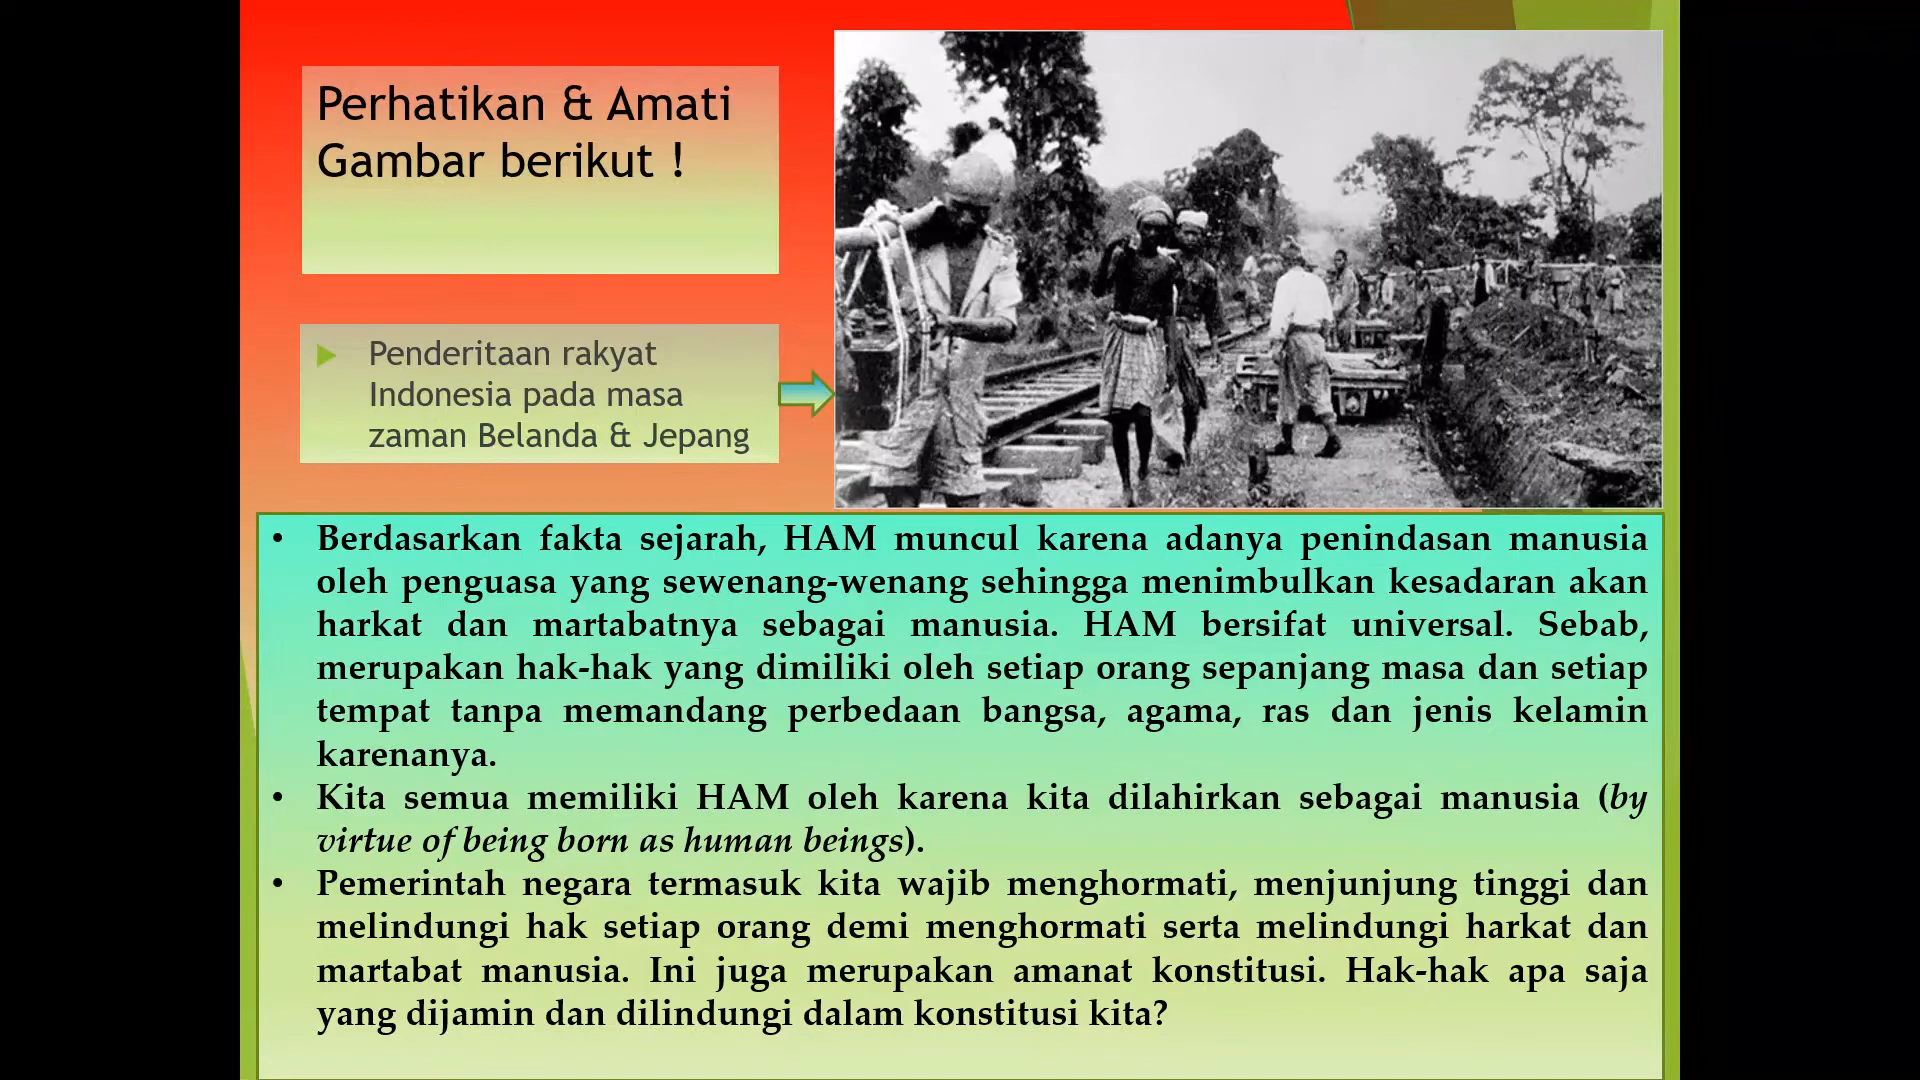 Perhatikan & Amati
Gambar berikut !
Penderitaan rakyat
Indonesia pada masa
zaman Belanda & Jepang
• Berdasarkan fakta sejarah, HAM muncul karena adanya penindasan manusia
oleh penguasa yang sewenang-wenang sehingga menimbulkan kesadaran akan
harkat dan martabatnya sebagai manusia. HAM bersifat universal. Sebab,
merupakan hak-hak yang dimiliki oleh setiap orang sepanjang masa dan setiap
tempat tanpa memandang perbedaan bangsa, agama, ras dan jenis kelamin
karenanya.
• Kita semua memiliki HAM oleh karena kita dilahirkan sebagai manusia (by
virtue of being born as human beings).
• Pemerintah negara termasuk kita wajib menghormati, menjunjung tinggi dan
melindungi hak setiap orang demi menghormati serta melindungi harkat dan
martabat manusia. Ini juga merupakan amanat konstitusi. Hak-hak apa saja
yang dijamin dan dilindungi dalam konstitusi kita?